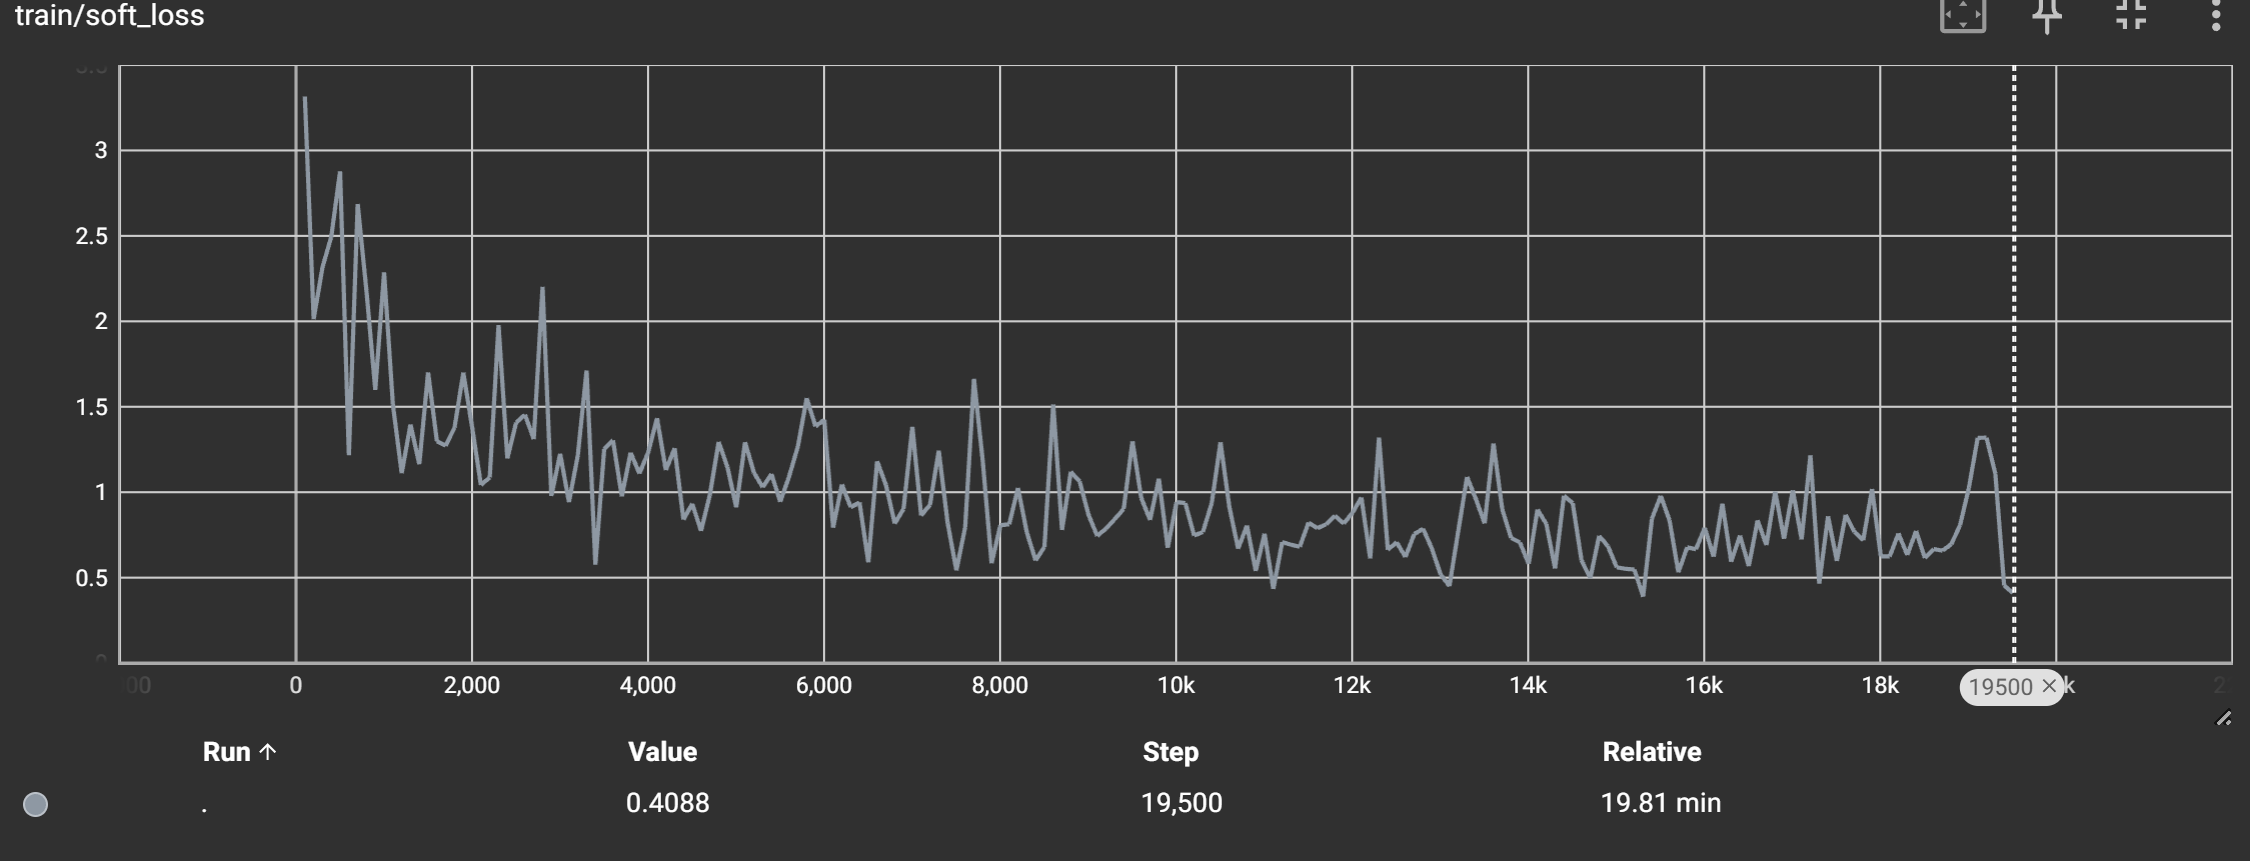 train/soft_loss
3
2.5
2
1.5
1
0.5
0 2,000 4,000 6,000 8,000 10k 12k 14k 16k 18k 19500 ×
Run ↑ Value Step Relative
. 0.4088 19,500 19.81 min